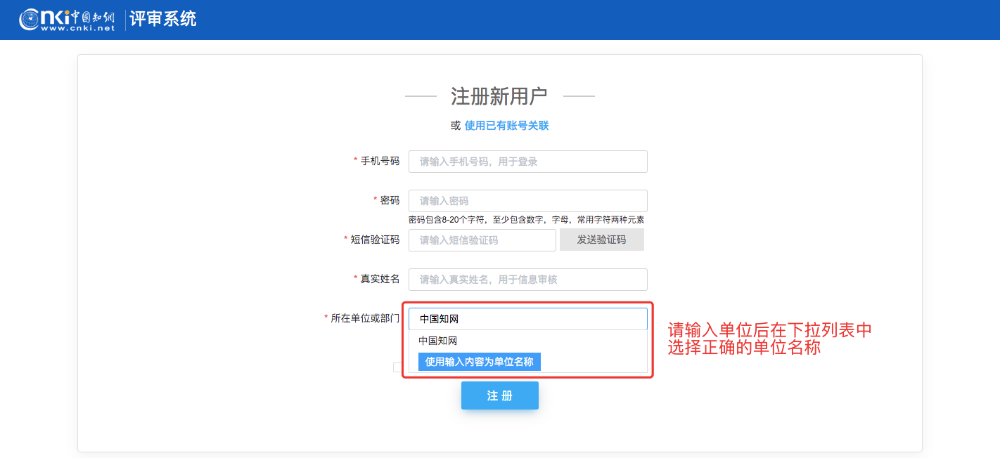 cnki中国知网
www.cnki.net
评审系统
注册新用户
或 使用已有账号关联
* 手机号码 请输入手机号码，用于登录
* 密码 请输入密码
密码包含8-20个字符，至少包含数字，字母，常用字符两种元素
* 短信验证码 请输入短信验证码 发送验证码
* 真实姓名 请输入真实姓名，用于信息审核
* 所在单位或部门 中国知网
中国知网
使用输入内容为单位名称
请输入单位后在下拉列表中
选择正确的单位名称
注 册